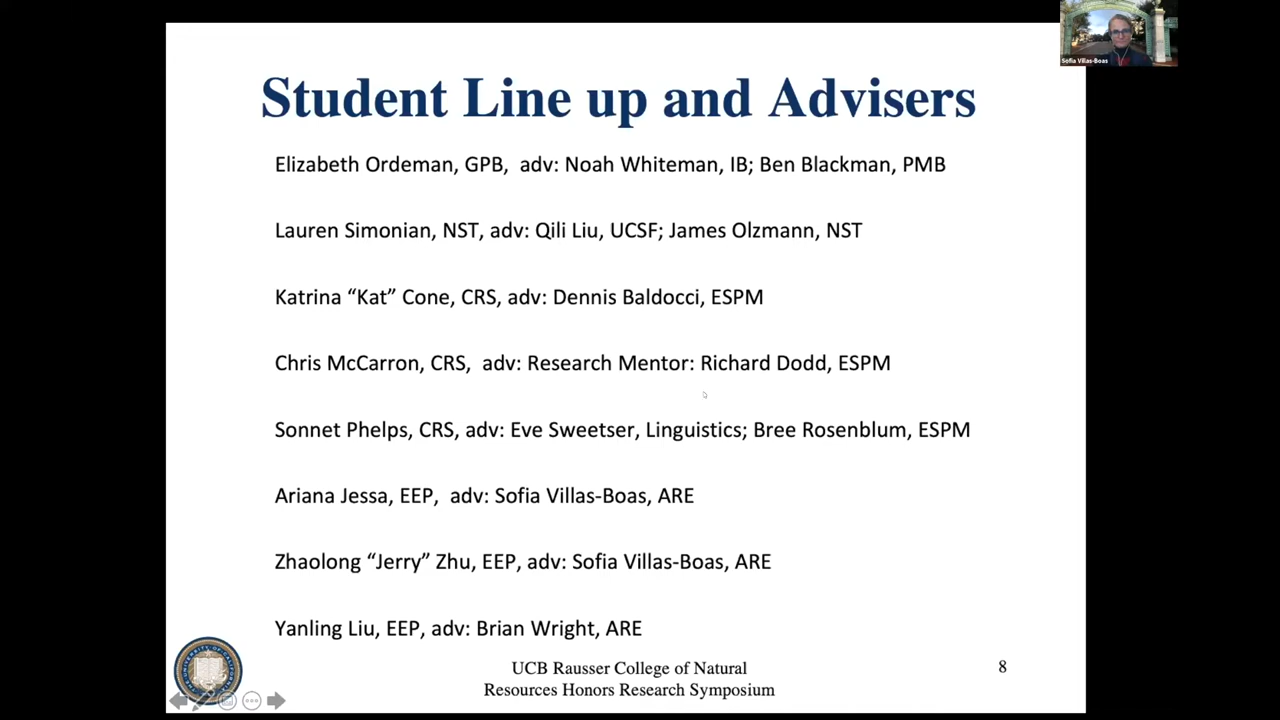 Sofia Villas-Boas
Student Line up and Advisers
Elizabeth Ordeman, GPB,  adv: Noah Whiteman, IB; Ben Blackman, PMB
Lauren Simonian, NST, adv: Qili Liu, UCSF; James Olzmann, NST
Katrina “Kat” Cone, CRS, adv: Dennis Baldocci, ESPM
Chris McCarron, CRS,  adv: Research Mentor: Richard Dodd, ESPM
Sonnet Phelps, CRS, adv: Eve Sweetser, Linguistics; Bree Rosenblum, ESPM
Ariana Jessa, EEP,  adv: Sofia Villas-Boas, ARE
Zhaolong “Jerry” Zhu, EEP, adv: Sofia Villas-Boas, ARE
Yanling Liu, EEP, adv: Brian Wright, ARE
UCB Rausser College of Natural
Resources Honors Research Symposium
8